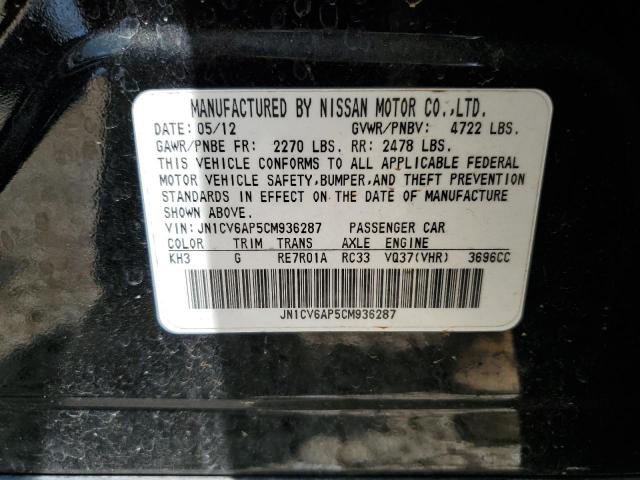 MANUFACTURED BY NISSAN MOTOR CO.,LTD.
DATE: 05/12 GVWR/PNBV: 4722 LBS.
GAWR/PNBE FR: 2270 LBS. RR: 2478 LBS.
THIS VEHICLE CONFORMS TO ALL APPLICABLE FEDERAL
MOTOR VEHICLE SAFETY,BUMPER,AND THEFT PREVENTION
STANDARDS IN EFFECT ON THE DATE OF MANUFACTURE
SHOWN ABOVE.
VIN:JN1CV6AP5CM936287 PASSENGER CAR
COLOR TRIM TRANS AXLE ENGINE
KH3 G RE7R01A RC33 VQ37(VHR) 3696CC
JN1CV6AP5CM936287